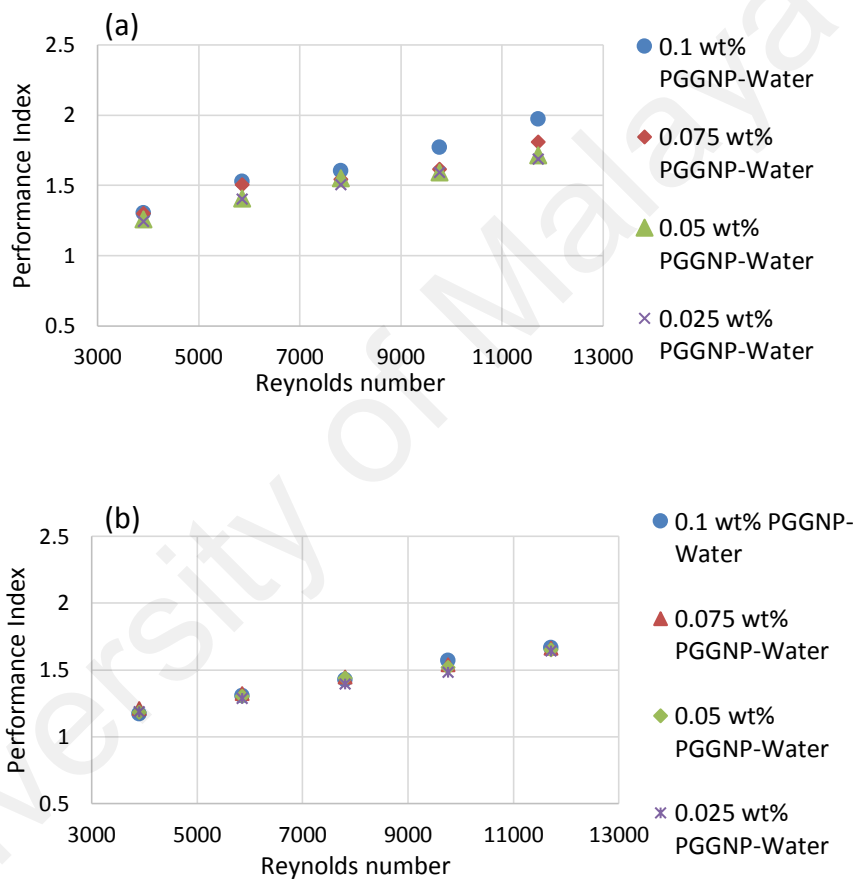 (a)
2.5
2
1.5
1
0.5
Performance Index
3000 5000 7000 9000 11000 13000
Reynolds number
0.1 wt%
PGGNP-Water
0.075 wt%
PGGNP-Water
0.05 wt%
PGGNP-Water
0.025 wt%
PGGNP-Water
(b)
2.5
2
1.5
1
0.5
Performance Index
3000 5000 7000 9000 11000 13000
Reynolds number
0.1 wt% PGGNP-
Water
0.075 wt%
PGGNP-Water
0.05 wt%
PGGNP-Water
0.025 wt%
PGGNP-Water
versity of Malaya